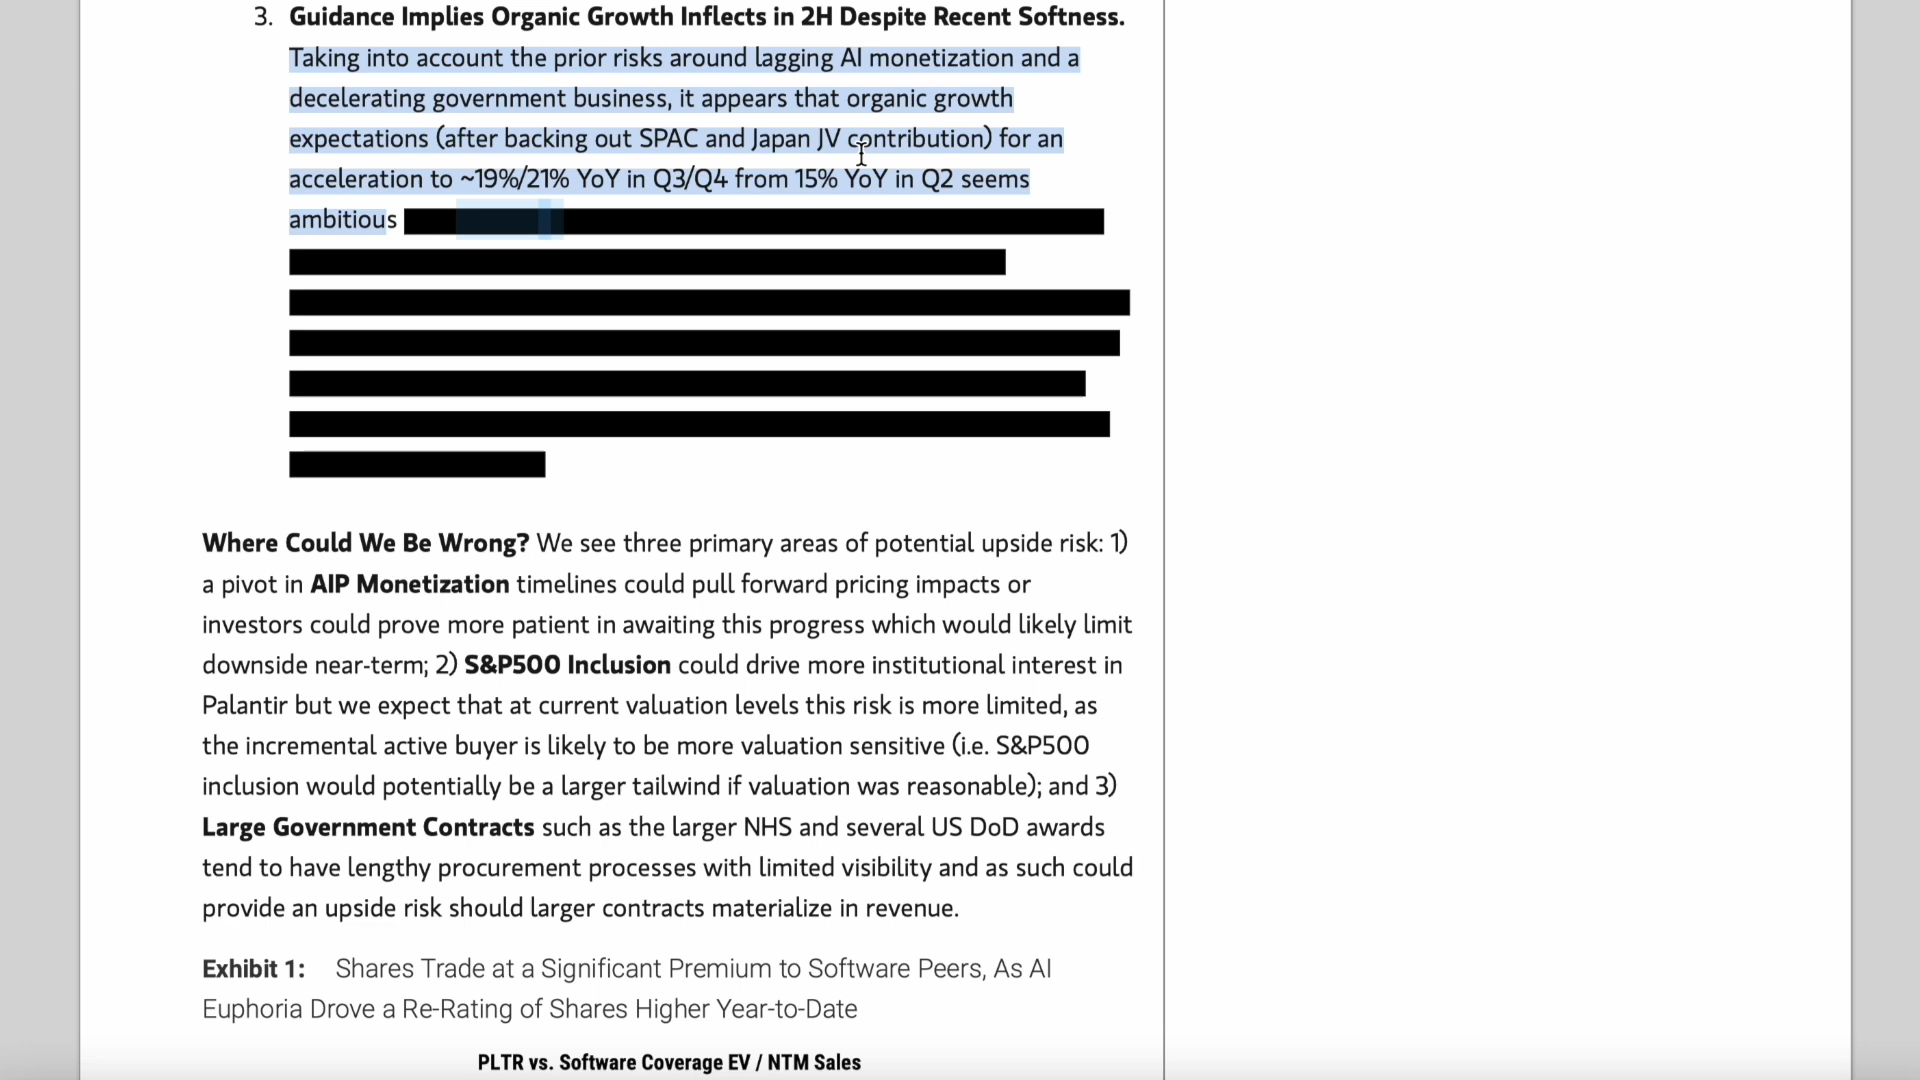 3. Guidance Implies Organic Growth Inflects in 2H Despite Recent Softness.
Taking into account the prior risks around lagging AI monetization and a
decelerating government business, it appears that organic growth
expectations (after backing out SPAC and Japan JV contribution) for an
acceleration to ~19%/21% YoY in Q3/Q4 from 15% YoY in Q2 seems
ambitious
Where Could We Be Wrong? We see three primary areas of potential upside risk: 1)
a pivot in AIP Monetization timelines could pull forward pricing impacts or
investors could prove more patient in awaiting this progress which would likely limit
downside near-term; 2) S&P500 Inclusion could drive more institutional interest in
Palantir but we expect that at current valuation levels this risk is more limited, as
the incremental active buyer is likely to be more valuation sensitive (i.e. S&P500
inclusion would potentially be a larger tailwind if valuation was reasonable); and 3)
Large Government Contracts such as the larger NHS and several US DoD awards
tend to have lengthy procurement processes with limited visibility and as such could
provide an upside risk should larger contracts materialize in revenue.
Exhibit 1: Shares Trade at a Significant Premium to Software Peers, As AI
Euphoria Drove a Re-Rating of Shares Higher Year-to-Date
PLTR vs. Software Coverage EV / NTM Sales